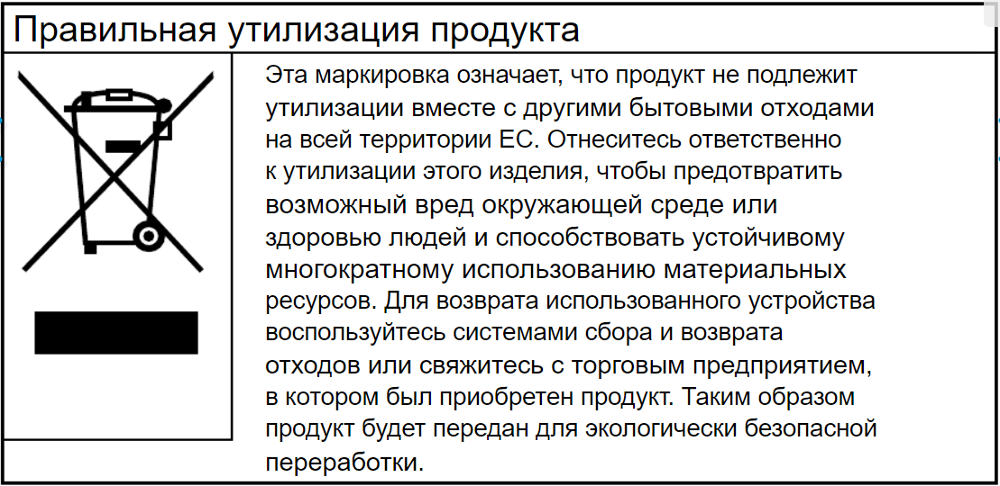 Правильная утилизация продукта
Эта маркировка означает, что продукт не подлежит
утилизации вместе с другими бытовыми отходами
на всей территории ЕС. Отнеситесь ответственно
к утилизации этого изделия, чтобы предотвратить
возможный вред окружающей среде или
здоровью людей и способствовать устойчивому
многократному использованию материальных
ресурсов. Для возврата использованного устройства
воспользуйтесь системами сбора и возврата
отходов или свяжитесь с торговым предприятием,
в котором был приобретен продукт. Таким образом
продукт будет передан для экологически безопасной
переработки.